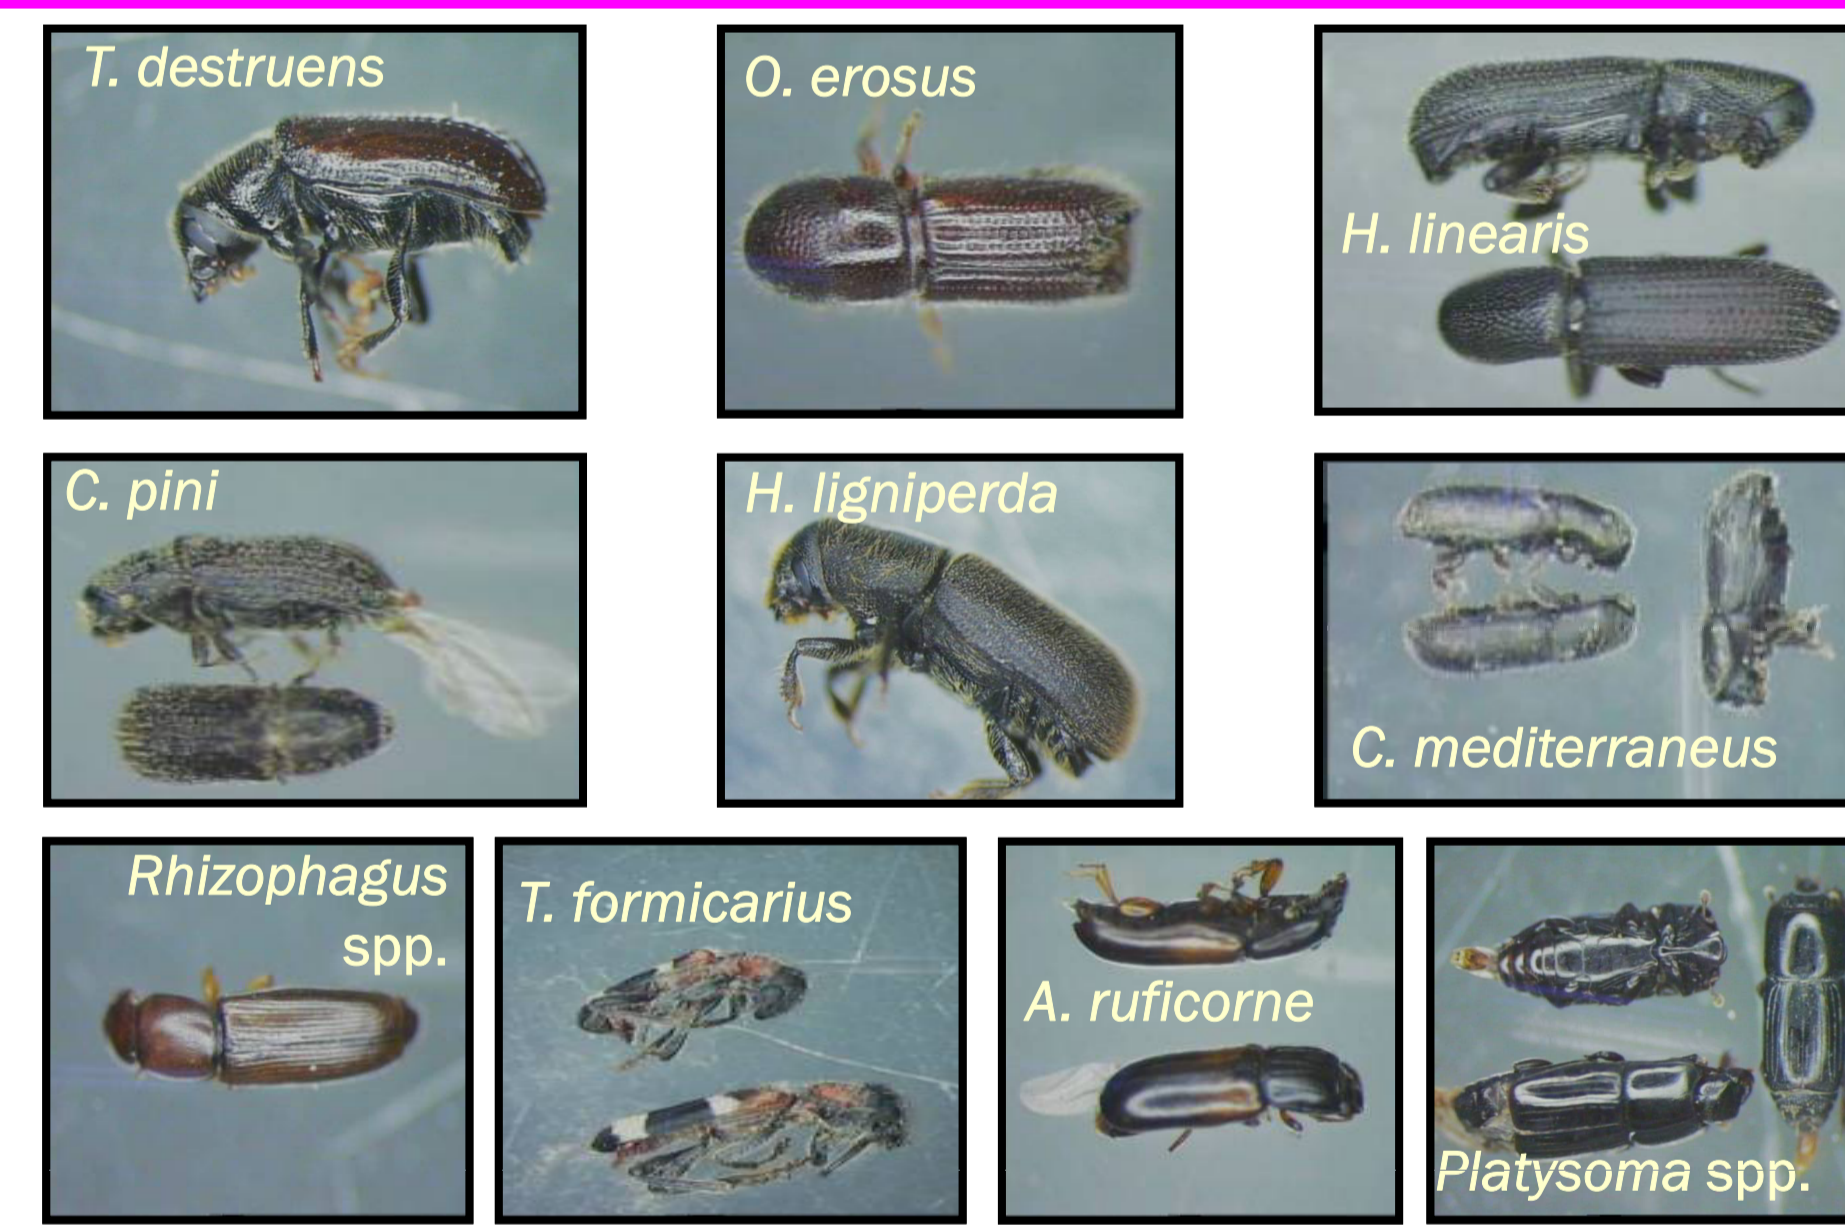 T. destruens
O. erosus
H. linearis
C. pini
H. ligniperda
C. mediterraneus
Rhizophagus
spp.
T. formicarius
A. ruficorne
Platysoma spp.